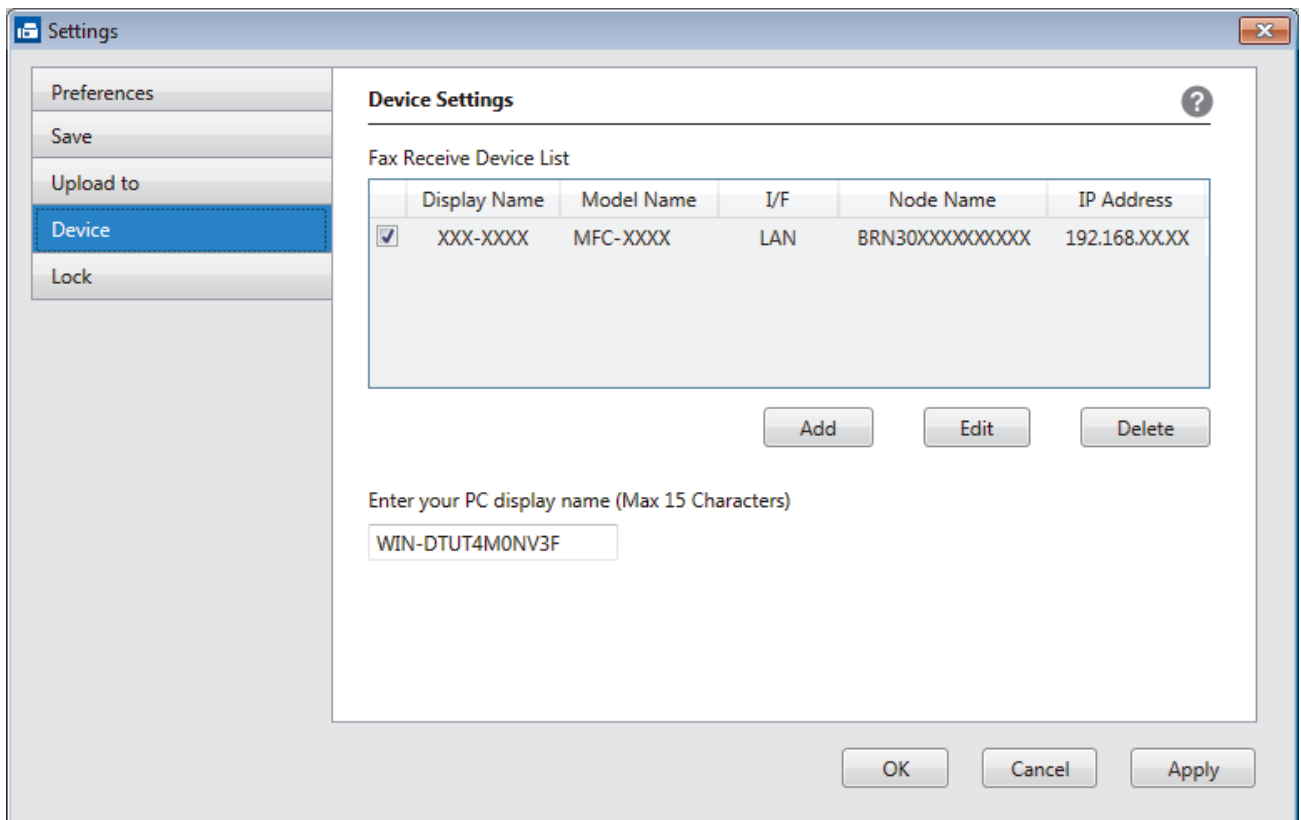 Settings
Preferences
Save
Upload to
Device
Lock
Device Settings
?
Fax Receive Device List
Display Name Model Name I/F Node Name IP Address
XXX-XXXX MFC-XXXX LAN BRN30XXXXXXXXXX 192.168.XX.XX
Add Edit Delete
Enter your PC display name (Max 15 Characters)
WIN-DTUT4M0NV3F
OK Cancel Apply